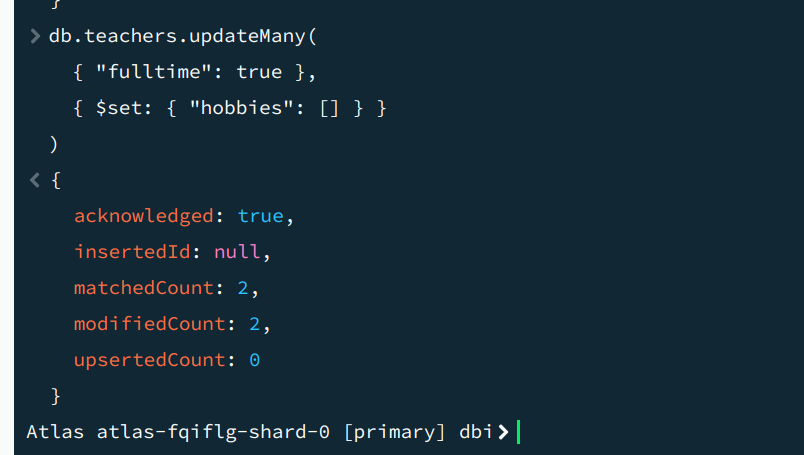 }
> db.teachers.updateMany(
{ "fulltime": true },
{ $set: { "hobbies": [] } }
)
< {
acknowledged: true,
insertedId: null,
matchedCount: 2,
modifiedCount: 2,
upsertedCount: 0
}
Atlas atlas-fqiflg-shard-0 [primary] dbi>